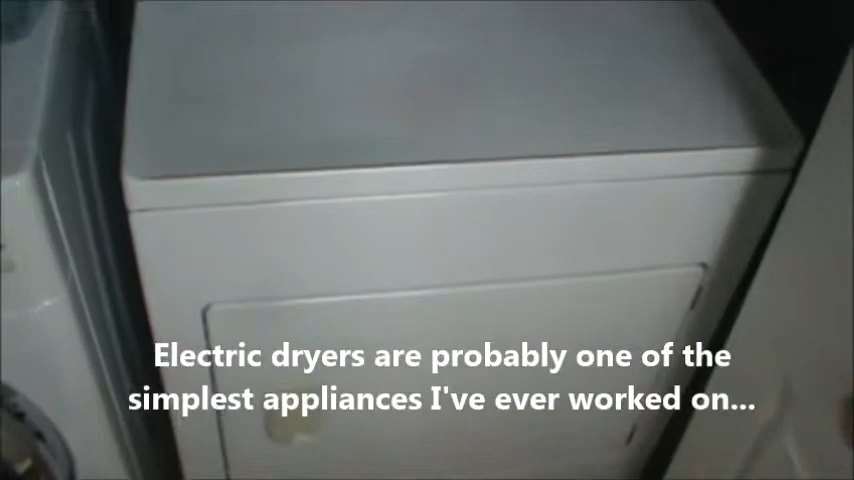 Electric dryers are probably one of the
simplest appliances I've ever worked on...